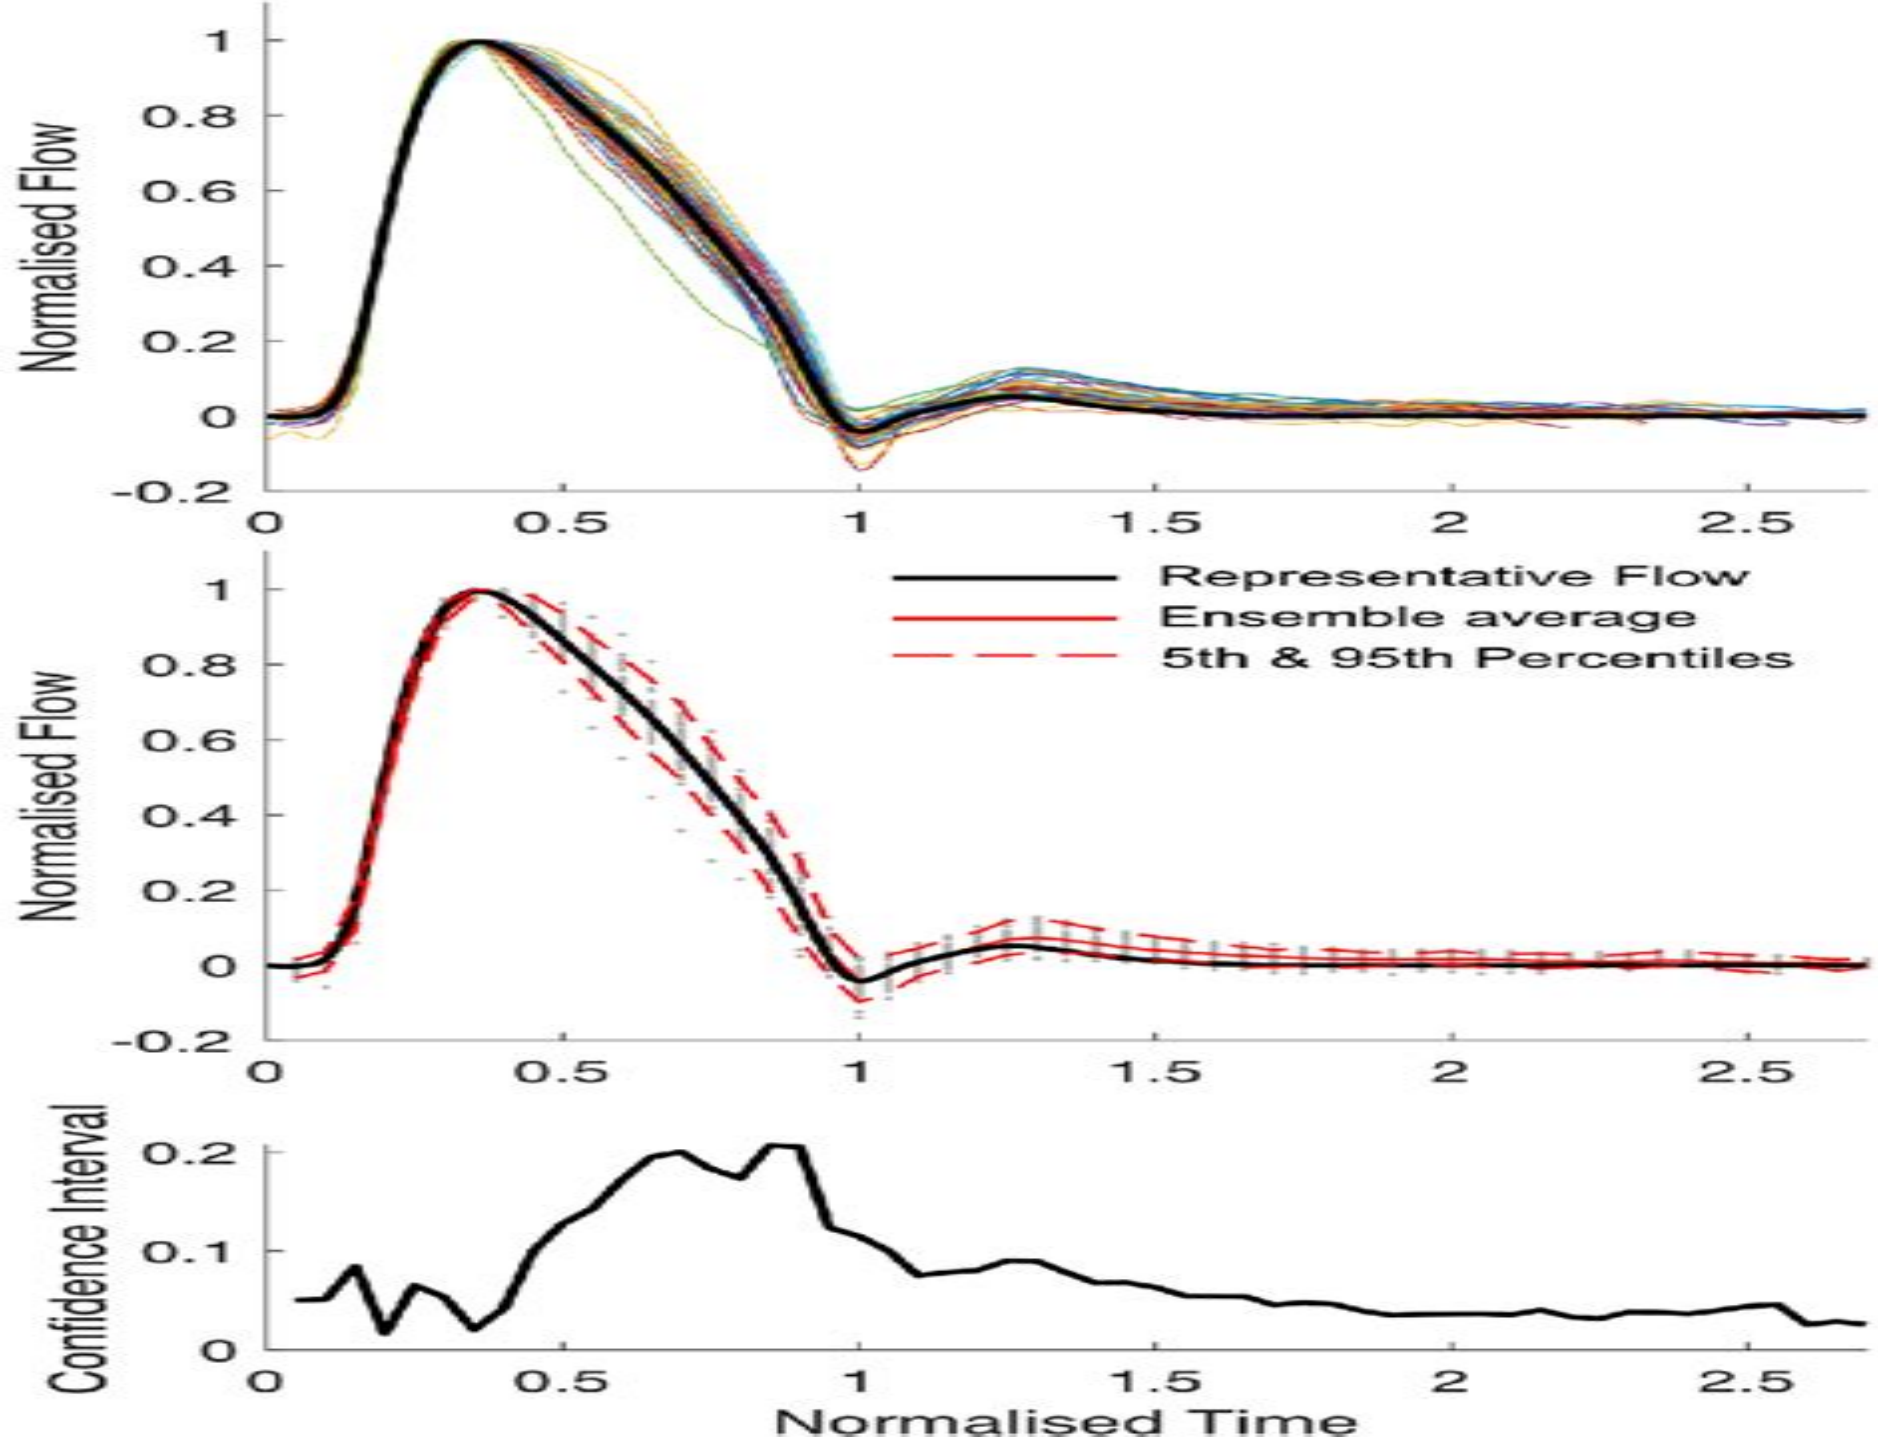 Normalised Flow
1
0.8
0.6
0.4
0.2
0
-0.2
0 0.5 1 1.5 2 2.5
Normalised Flow
1
0.8
0.6
0.4
0.2
0
-0.2
Representative Flow
Ensemble average
5th & 95th Percentiles
0 0.5 1 1.5 2 2.5
Confidence Interval
0.2
0.1
0
0 0.5 1 1.5 2 2.5
Normalised Time